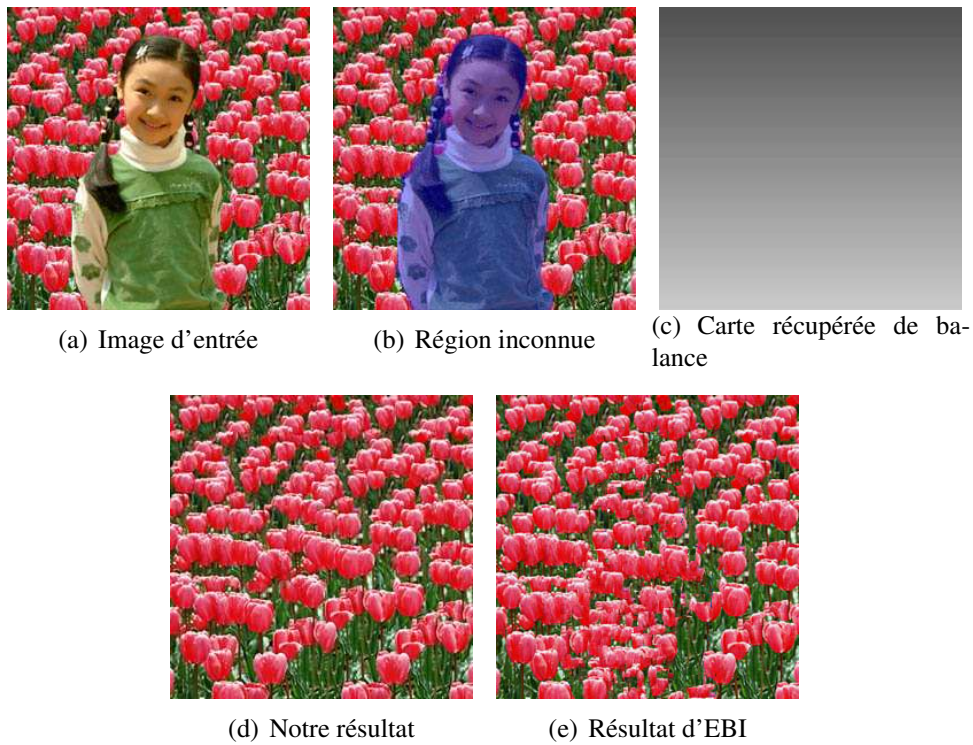 (a) Image d'entrée
(b) Région inconnue
(c) Carte récupérée de ba-
lance
(d) Notre résultat
(e) Résultat d'EBI